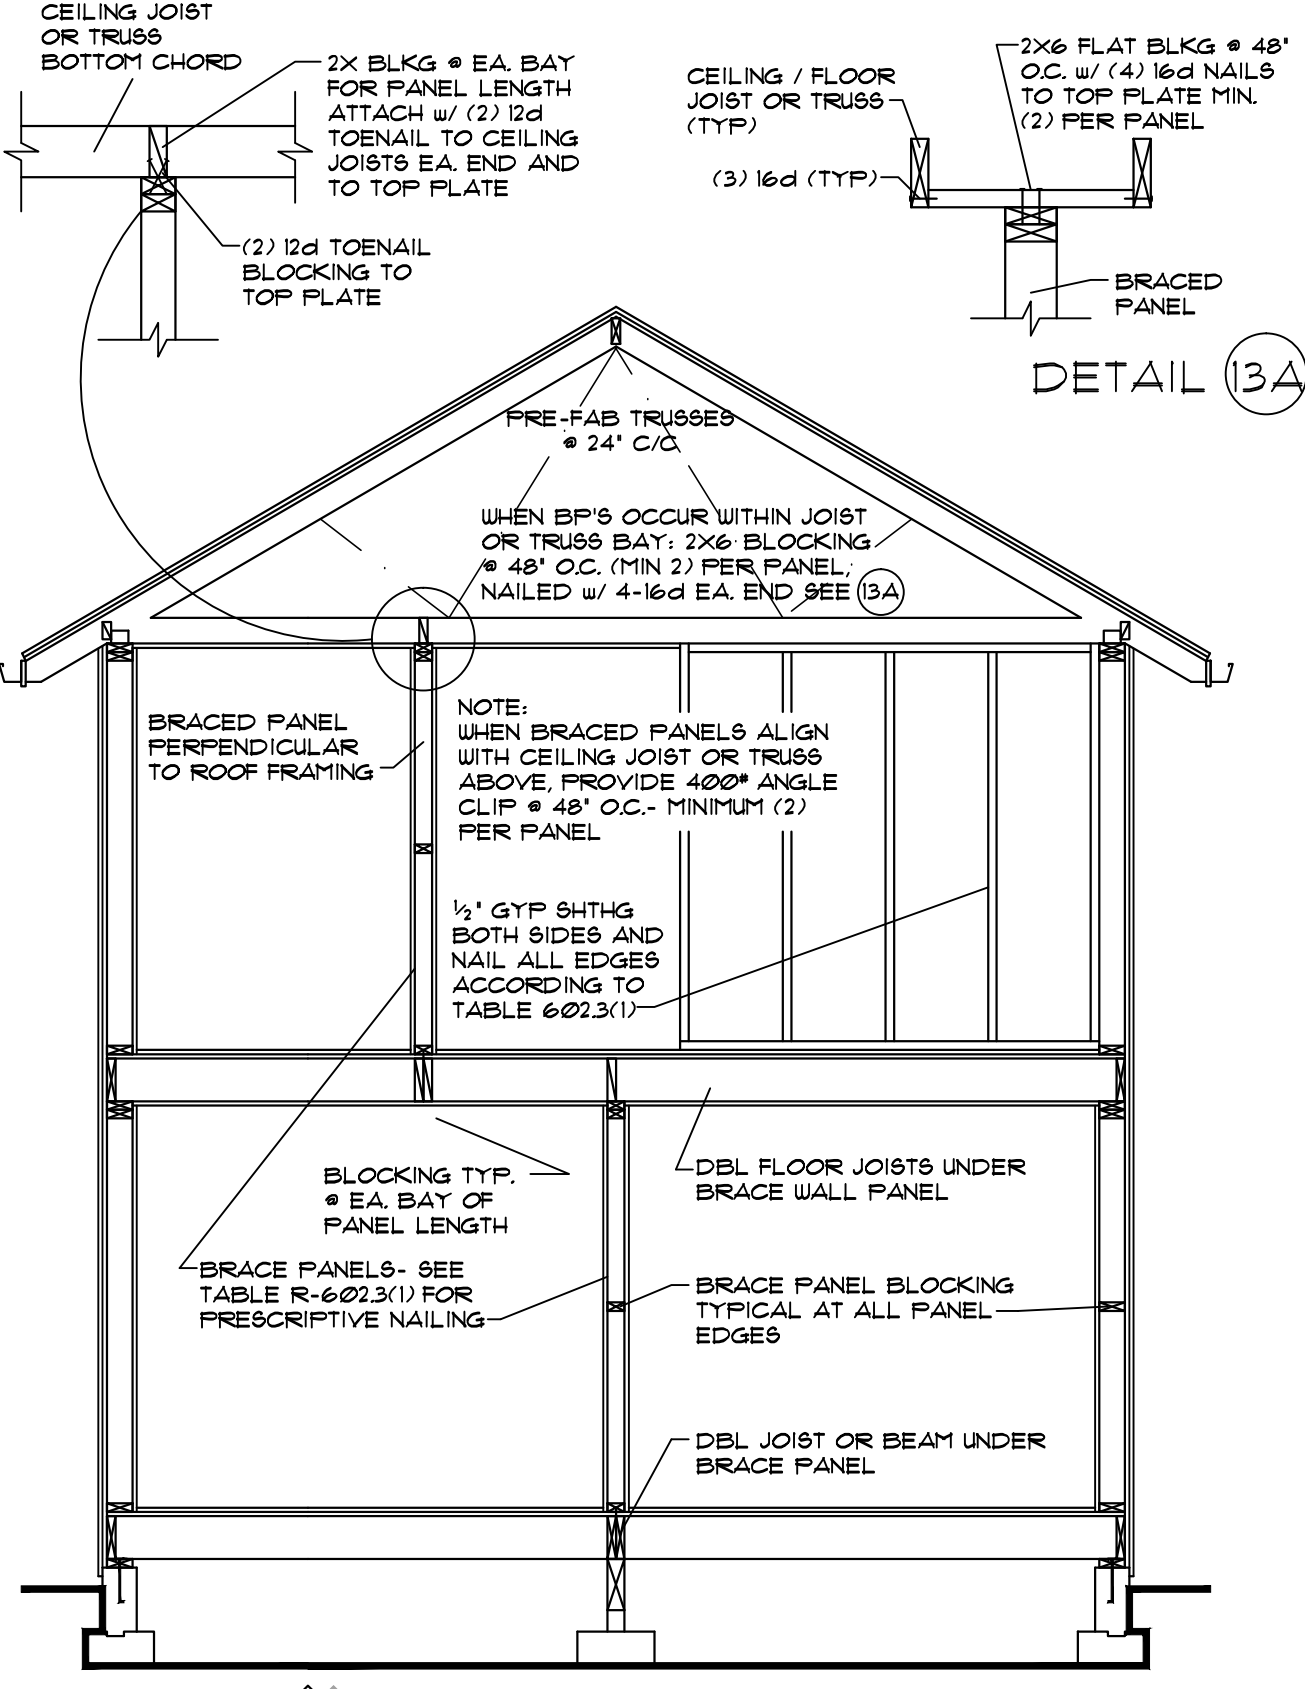 CEILING JOIST
OR TRUSS
BOTTOM CHORD
2X BLKG @ EA. BAY
FOR PANEL LENGTH
ATTACH w/ (2) 12d
TOENAIL TO CEILING
JOISTS EA. END AND
TO TOP PLATE
(2) 12d TOENAIL
BLOCKING TO
TOP PLATE
CEILING / FLOOR
JOIST OR TRUSS
(TYP)
(3) 16d (TYP)
2X6 FLAT BLKG @ 48"
O.C. w/ (4) 16d NAILS
TO TOP PLATE MIN.
(2) PER PANEL
BRACED
PANEL
DETAIL 13A
PRE-FAB TRUSSES
@ 24" C/C
WHEN BP'S OCCUR WITHIN JOIST
OR TRUSS BAY: 2X6 BLOCKING
@ 48" O.C. (MIN 2) PER PANEL,
NAILED w/ 4-16d EA. END SEE 13A
BRACED PANEL
PERPENDICULAR
TO ROOF FRAMING
NOTE:
WHEN BRACED PANELS ALIGN
WITH CEILING JOIST OR TRUSS
ABOVE, PROVIDE 400# ANGLE
CLIP @ 48" O.C.- MINIMUM (2)
PER PANEL
½" GYP SHTHG
BOTH SIDES AND
NAIL ALL EDGES
ACCORDING TO
TABLE 602.3(1)
BLOCKING TYP.
@ EA. BAY OF
PANEL LENGTH
DBL FLOOR JOISTS UNDER
BRACE WALL PANEL
BRACE PANELS- SEE
TABLE R-602.3(1) FOR
PRESCRIPTIVE NAILING
BRACE PANEL BLOCKING
TYPICAL AT ALL PANEL
EDGES
DBL JOIST OR BEAM UNDER
BRACE PANEL